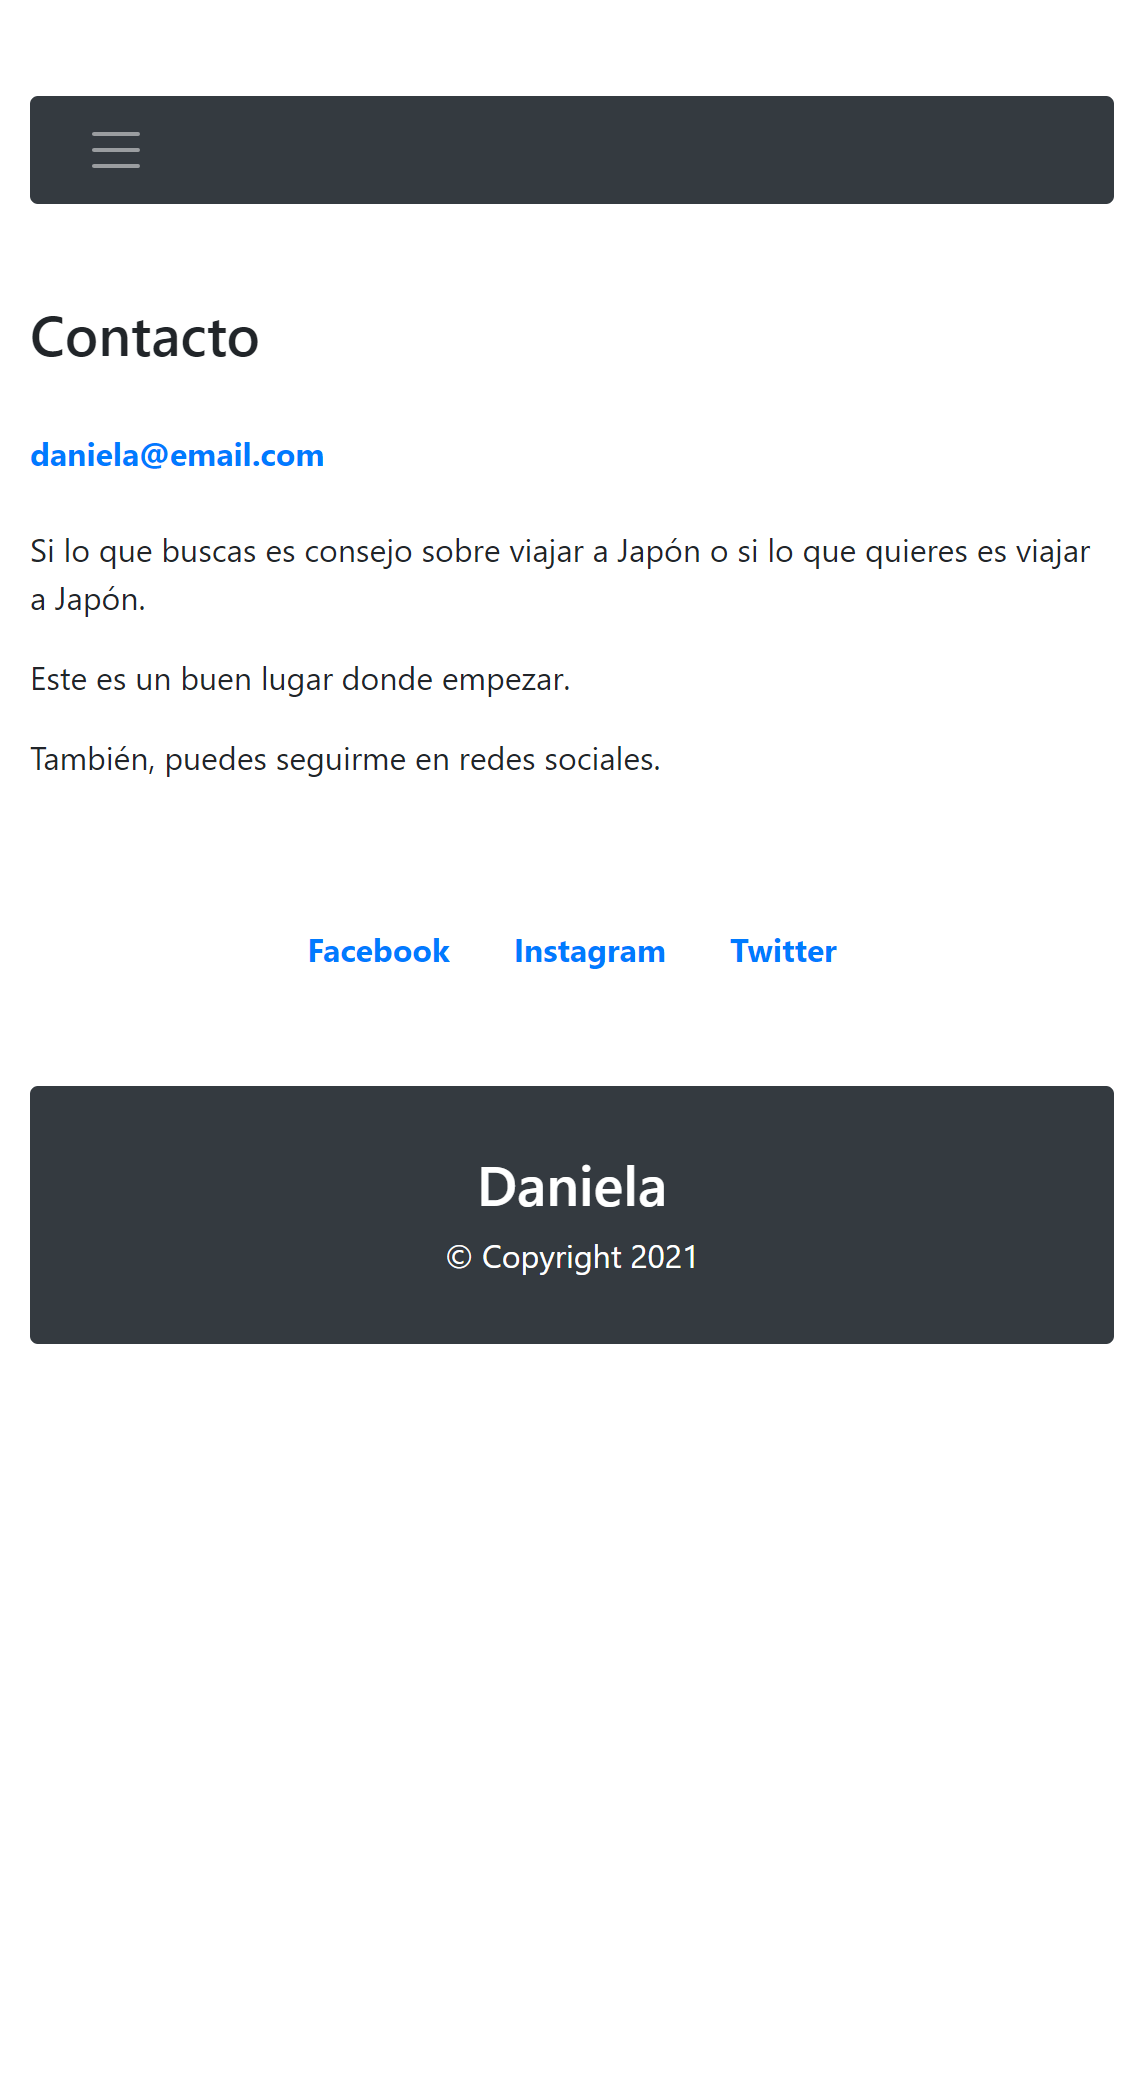 Contacto
daniela@email.com
Si lo que buscas es consejo sobre viajar a Japón o si lo que quieres es viajar
a Japón.
Este es un buen lugar donde empezar.
También, puedes seguirme en redes sociales.
Facebook Instagram Twitter
Daniela
© Copyright 2021